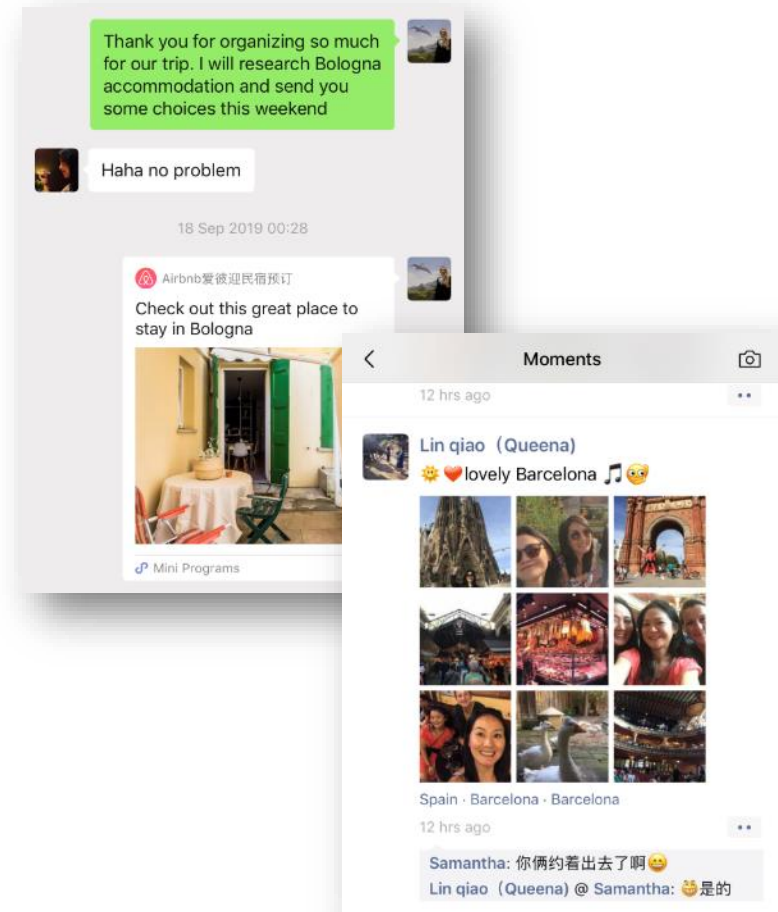 Thank you for organizing so much
for our trip. I will research Bologna
accommodation and send you
some choices this weekend
Haha no problem
18 Sep 2019 00:28
Airbnb爱彼迎民宿预订
Check out this great place to
stay in Bologna
Mini Programs
Moments
12 hrs ago
Lin qiao（Queena)
lovely Barcelona
Spain · Barcelona · Barcelona
12 hrs ago
Samantha: 你俩约着出去了啊
Lin qiao（Queena) @ Samantha: 是的